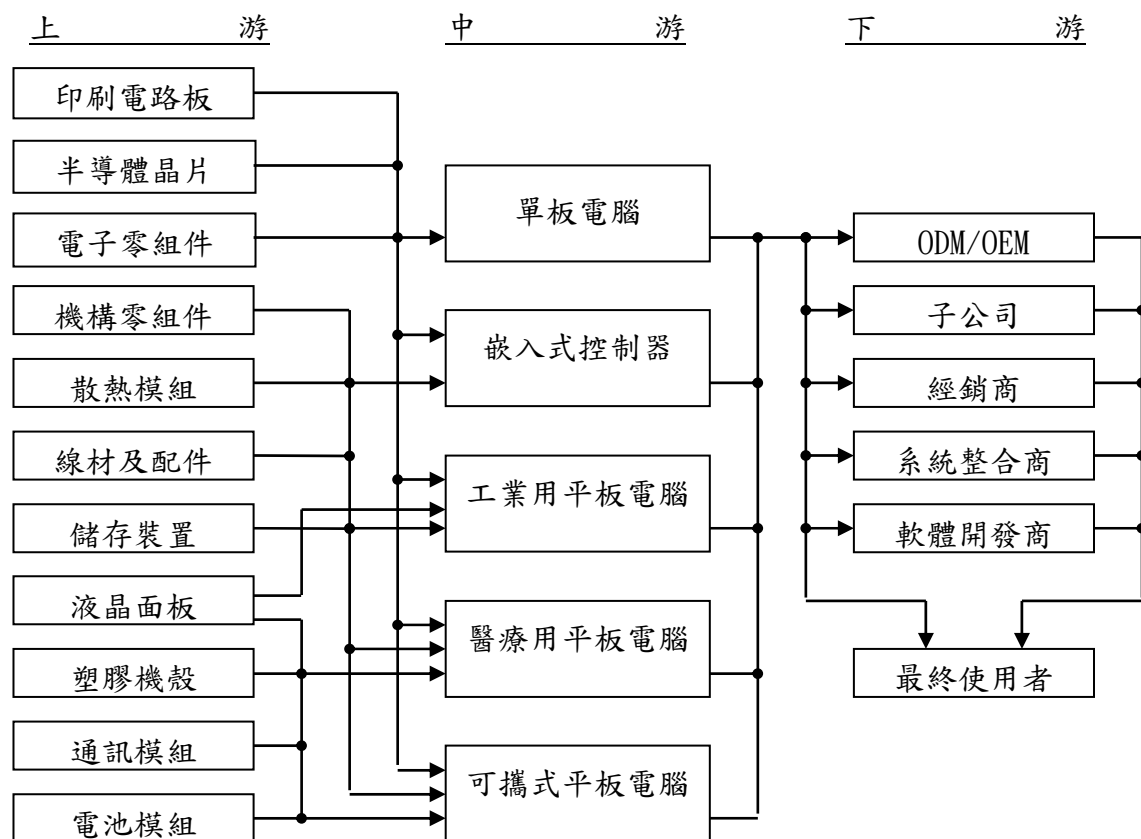 上游
中游
下游
印刷電路板
半導體晶片
電子零組件
機構零組件
散熱模組
線材及配件
儲存裝置
液晶面板
塑膠機殼
通訊模組
電池模組
單板電腦
嵌入式控制器
工業用平板電腦
醫療用平板電腦
可攜式平板電腦
ODM/OEM
子公司
經銷商
系統整合商
軟體開發商
最終使用者